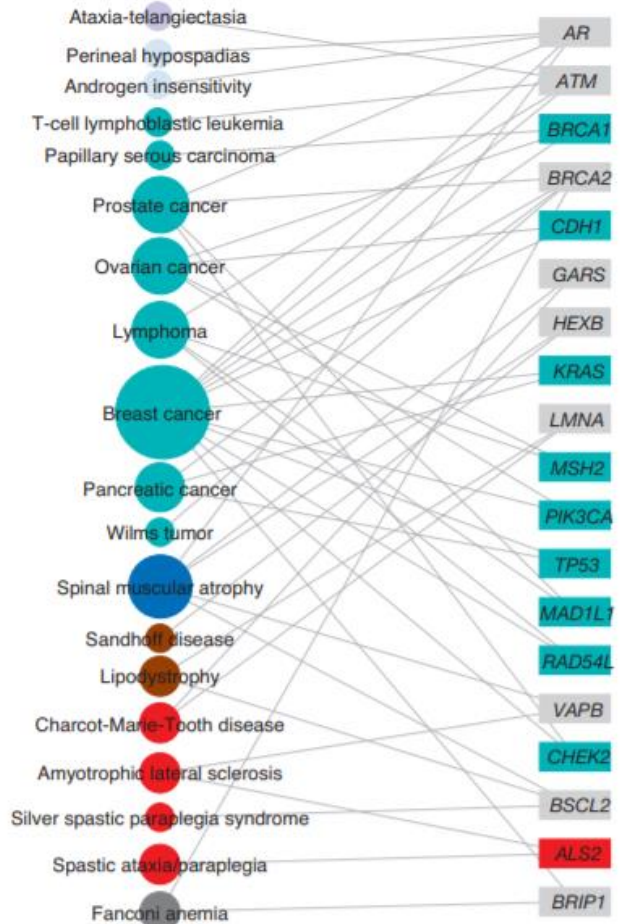 Ataxia-telangiectasia
Perineal hypospadias
Androgen insensitivity
T-cell lymphoblastic leukemia
Papillary serous carcinoma
Prostate cancer
Ovarian cancer
Lymphoma
Breast cancer
Pancreatic cancer
Wilms tumor
Spinal muscular atrophy
Sandhoff disease
Lipodystrophy
Charcot-Marie-Tooth disease
Amyotrophic lateral sclerosis
Silver spastic paraplegia syndrome
Spastic ataxia/paraplegia
Fanconi anemia
AR
ATM
BRCA1
BRCA2
CDH1
GARS
HEXB
KRAS
LMNA
MSH2
PIK3CA
TP53
MAD1L1
RAD54L
VAPB
CHEK2
BSCL2
ALS2
BRIP1